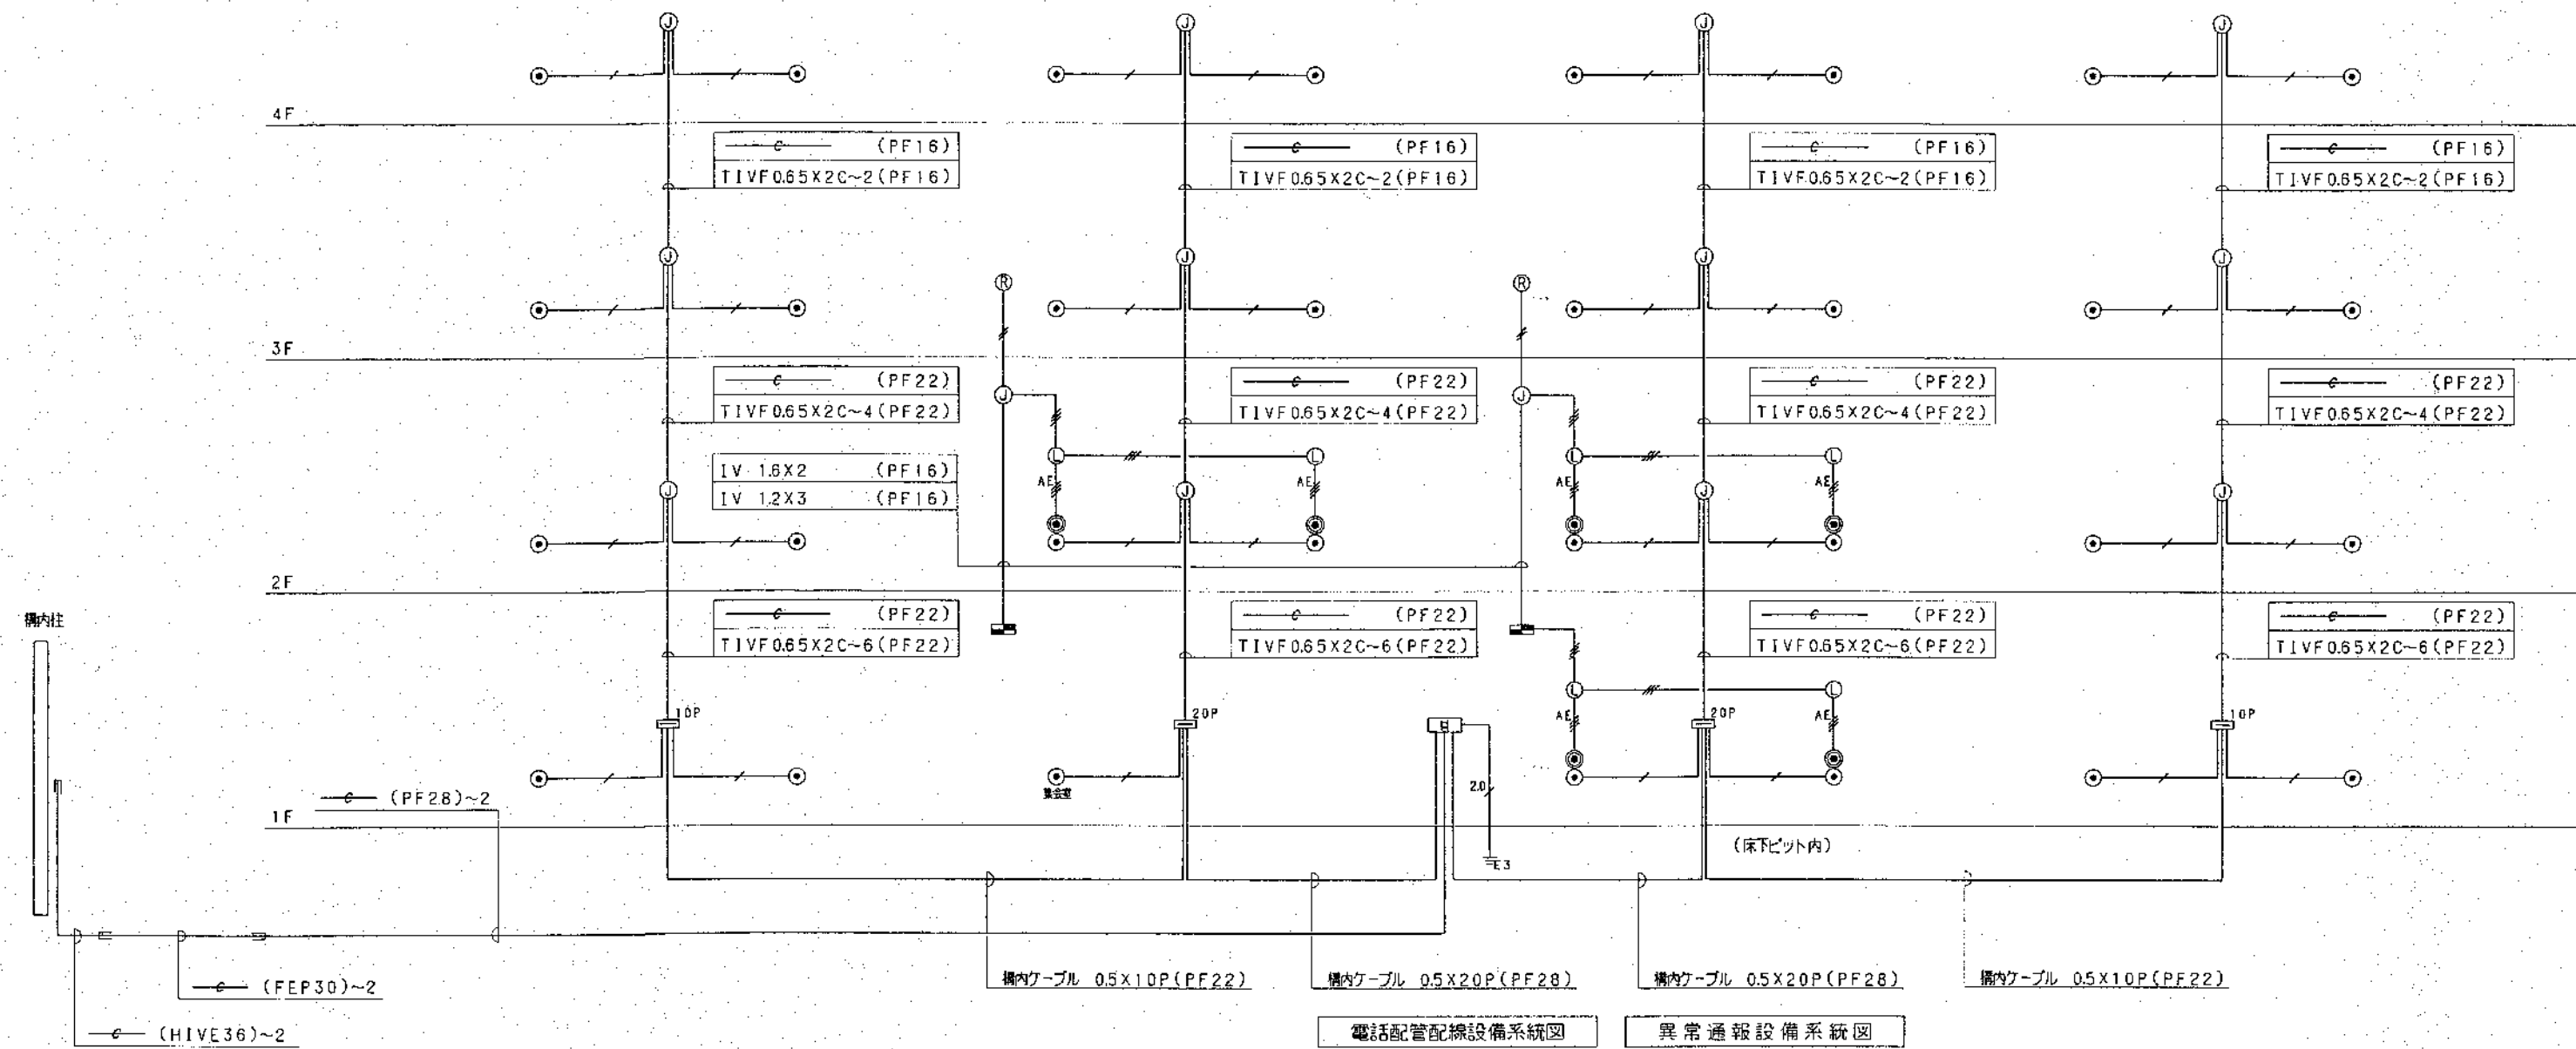 J J J J
4F
C (PF16) C (PF16) C (PF16) C (PF16)
TIVF0.65X2C~2(PF16) TIVF0.65X2C~2(PF16) TIVF0.65X2C~2(PF16) TIVF0.65X2C~2(PF16)
J J J J
R R
3F
C (PF22) C (PF22) C (PF22) C (PF22)
J J
TIVF0.65X2C~4(PF22) TIVF0.65X2C~4(PF22) TIVF0.65X2C~4(PF22) TIVF0.65X2C~4(PF22)
L L L L
IV 1.6X2 (PF16)
AE AE AE AE
IV 1.2X3 (PF16)
J J J J
2F
構内柱
C (PF22) C (PF22) C (PF22) C (PF22)
TIVF0.65X2C~6(PF22) TIVF0.65X2C~6(PF22) TIVF0.65X2C~6(PF22) TIVF0.65X2C~6(PF22)
L L
10P 20P AE 20P AE 10P
2.0
集会室
C (PF28)~2
1F
(床下ピット内)
E3
構内ケーブル 0.5X10P(PF22) 構内ケーブル 0.5X20P(PF28) 構内ケーブル 0.5X20P(PF28) 構内ケーブル 0.5X10P(PF22)
C (FEP30)~2
C (HIVE36)~2
電話配管配線設備系統図 異常通報設備系統図